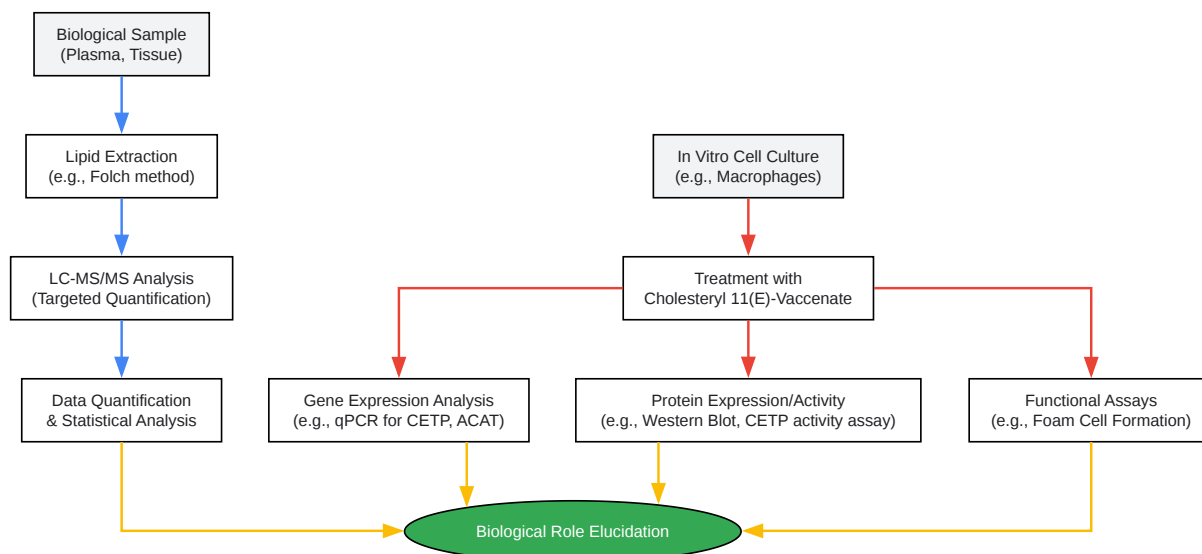 Biological Sample
(Plasma, Tissue)
Lipid Extraction
(e.g., Folch method)
In Vitro Cell Culture
(e.g., Macrophages)
LC-MS/MS Analysis
(Targeted Quantification)
Treatment with
Cholesteryl 11(E)-Vaccenate
Data Quantification
& Statistical Analysis
Gene Expression Analysis
(e.g., qPCR for CETP, ACAT)
Protein Expression/Activity
(e.g., Western Blot, CETP activity assay)
Functional Assays
(e.g., Foam Cell Formation)
Biological Role Elucidation